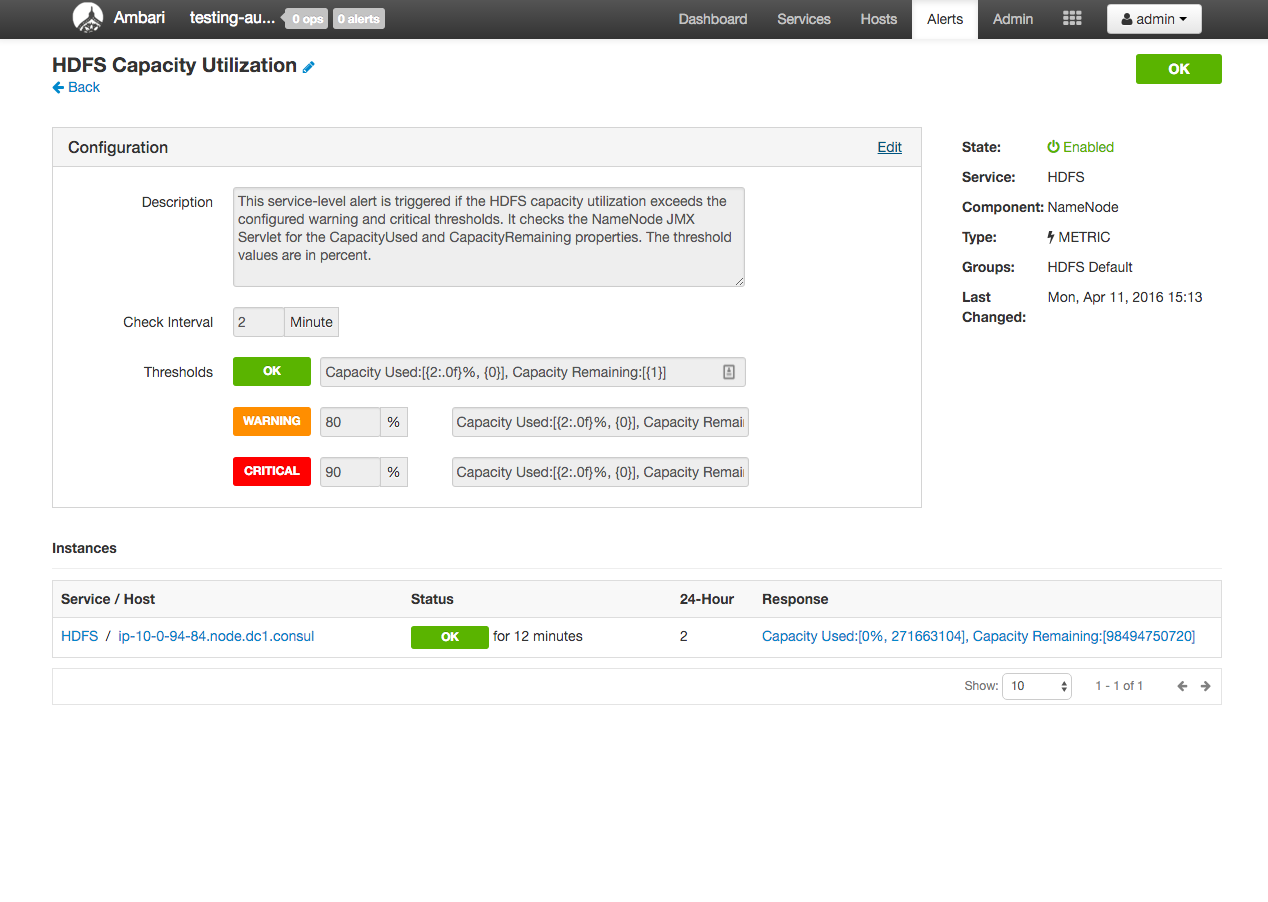 Ambari testing-au... 0 ops 0 alerts Dashboard Services Hosts Alerts Admin admin
HDFS Capacity Utilization
OK
Back
Configuration Edit
Description
This service-level alert is triggered if the HDFS capacity utilization exceeds the
configured warning and critical thresholds. It checks the NameNode JMX
Servlet for the CapacityUsed and CapacityRemaining properties. The threshold
values are in percent.
Check Interval 2 Minute
Thresholds OK Capacity Used:[{2:.0f}%, {0}], Capacity Remaining:[{1}]
WARNING 80 % Capacity Used:[{2:.0f}%, {0}], Capacity Remai
CRITICAL 90 % Capacity Used:[{2:.0f}%, {0}], Capacity Remai
State: Enabled
Service: HDFS
Component: NameNode
Type: METRIC
Groups: HDFS Default
Last Mon, Apr 11, 2016 15:13
Changed:
Instances
Service / Host Status 24-Hour Response
HDFS / ip-10-0-94-84.node.dc1.consul OK for 12 minutes 2 Capacity Used:[0%, 271663104], Capacity Remaining:[98494750720]
Show: 10 1 - 1 of 1